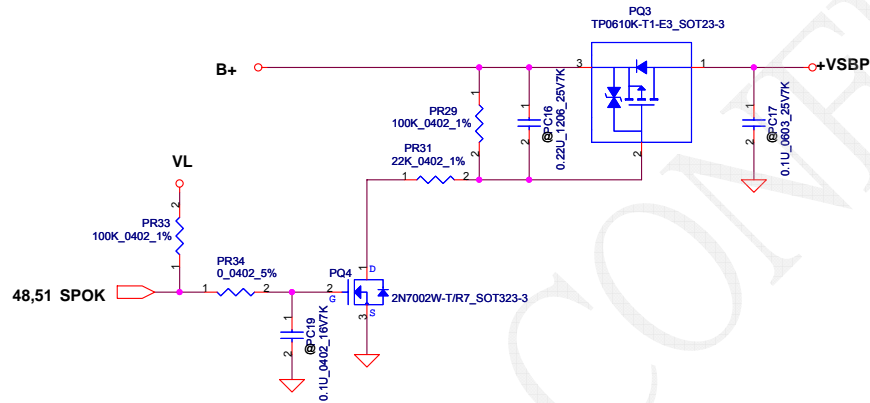 PQ3
TP0610K-T1-E3_SOT23-3
B+
3
1
+VSBP
1
PR29
100K_0402_1%
2
1
2
@PC16
0.22U_1206_25V7K
2
1
2
@PC17
0.1U_0603_25V7K
PR31
22K_0402_1%
1
2
VL
2
PR33
100K_0402_1%
1
PR34
0_0402_5%
48,51 SPOK
1
2
PQ4
1
D
2
G
S
3
2N7002W-T/R7_SOT323-3
1
2
@PC19
0.1U_0402_16V7K
CONF